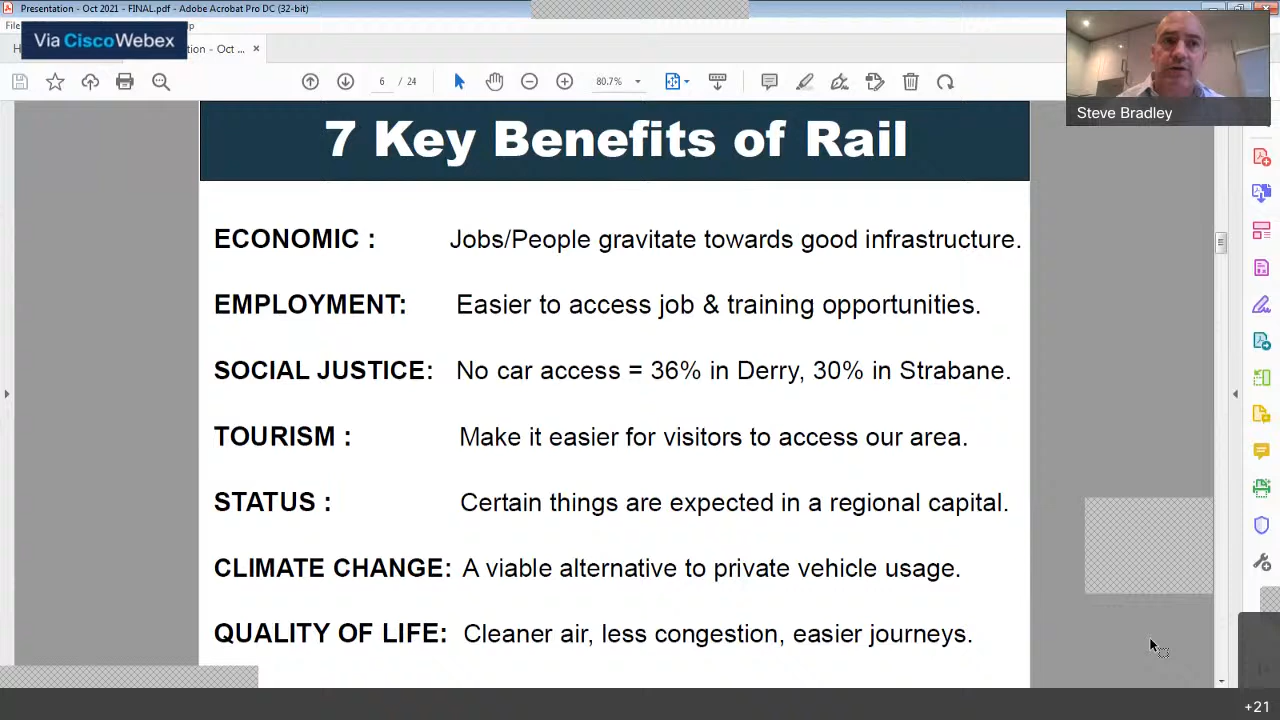 Presentation - Oct 2021 - FINAL.pdf - Adobe Acrobat Pro DC (32-bit)
Via CiscoWebex
tion - Oct ... ×
6 / 24
80.7%
Steve Bradley
7 Key Benefits of Rail
ECONOMIC : Jobs/People gravitate towards good infrastructure.
EMPLOYMENT: Easier to access job & training opportunities.
SOCIAL JUSTICE: No car access = 36% in Derry, 30% in Strabane.
TOURISM : Make it easier for visitors to access our area.
STATUS : Certain things are expected in a regional capital.
CLIMATE CHANGE: A viable alternative to private vehicle usage.
QUALITY OF LIFE: Cleaner air, less congestion, easier journeys.
+21